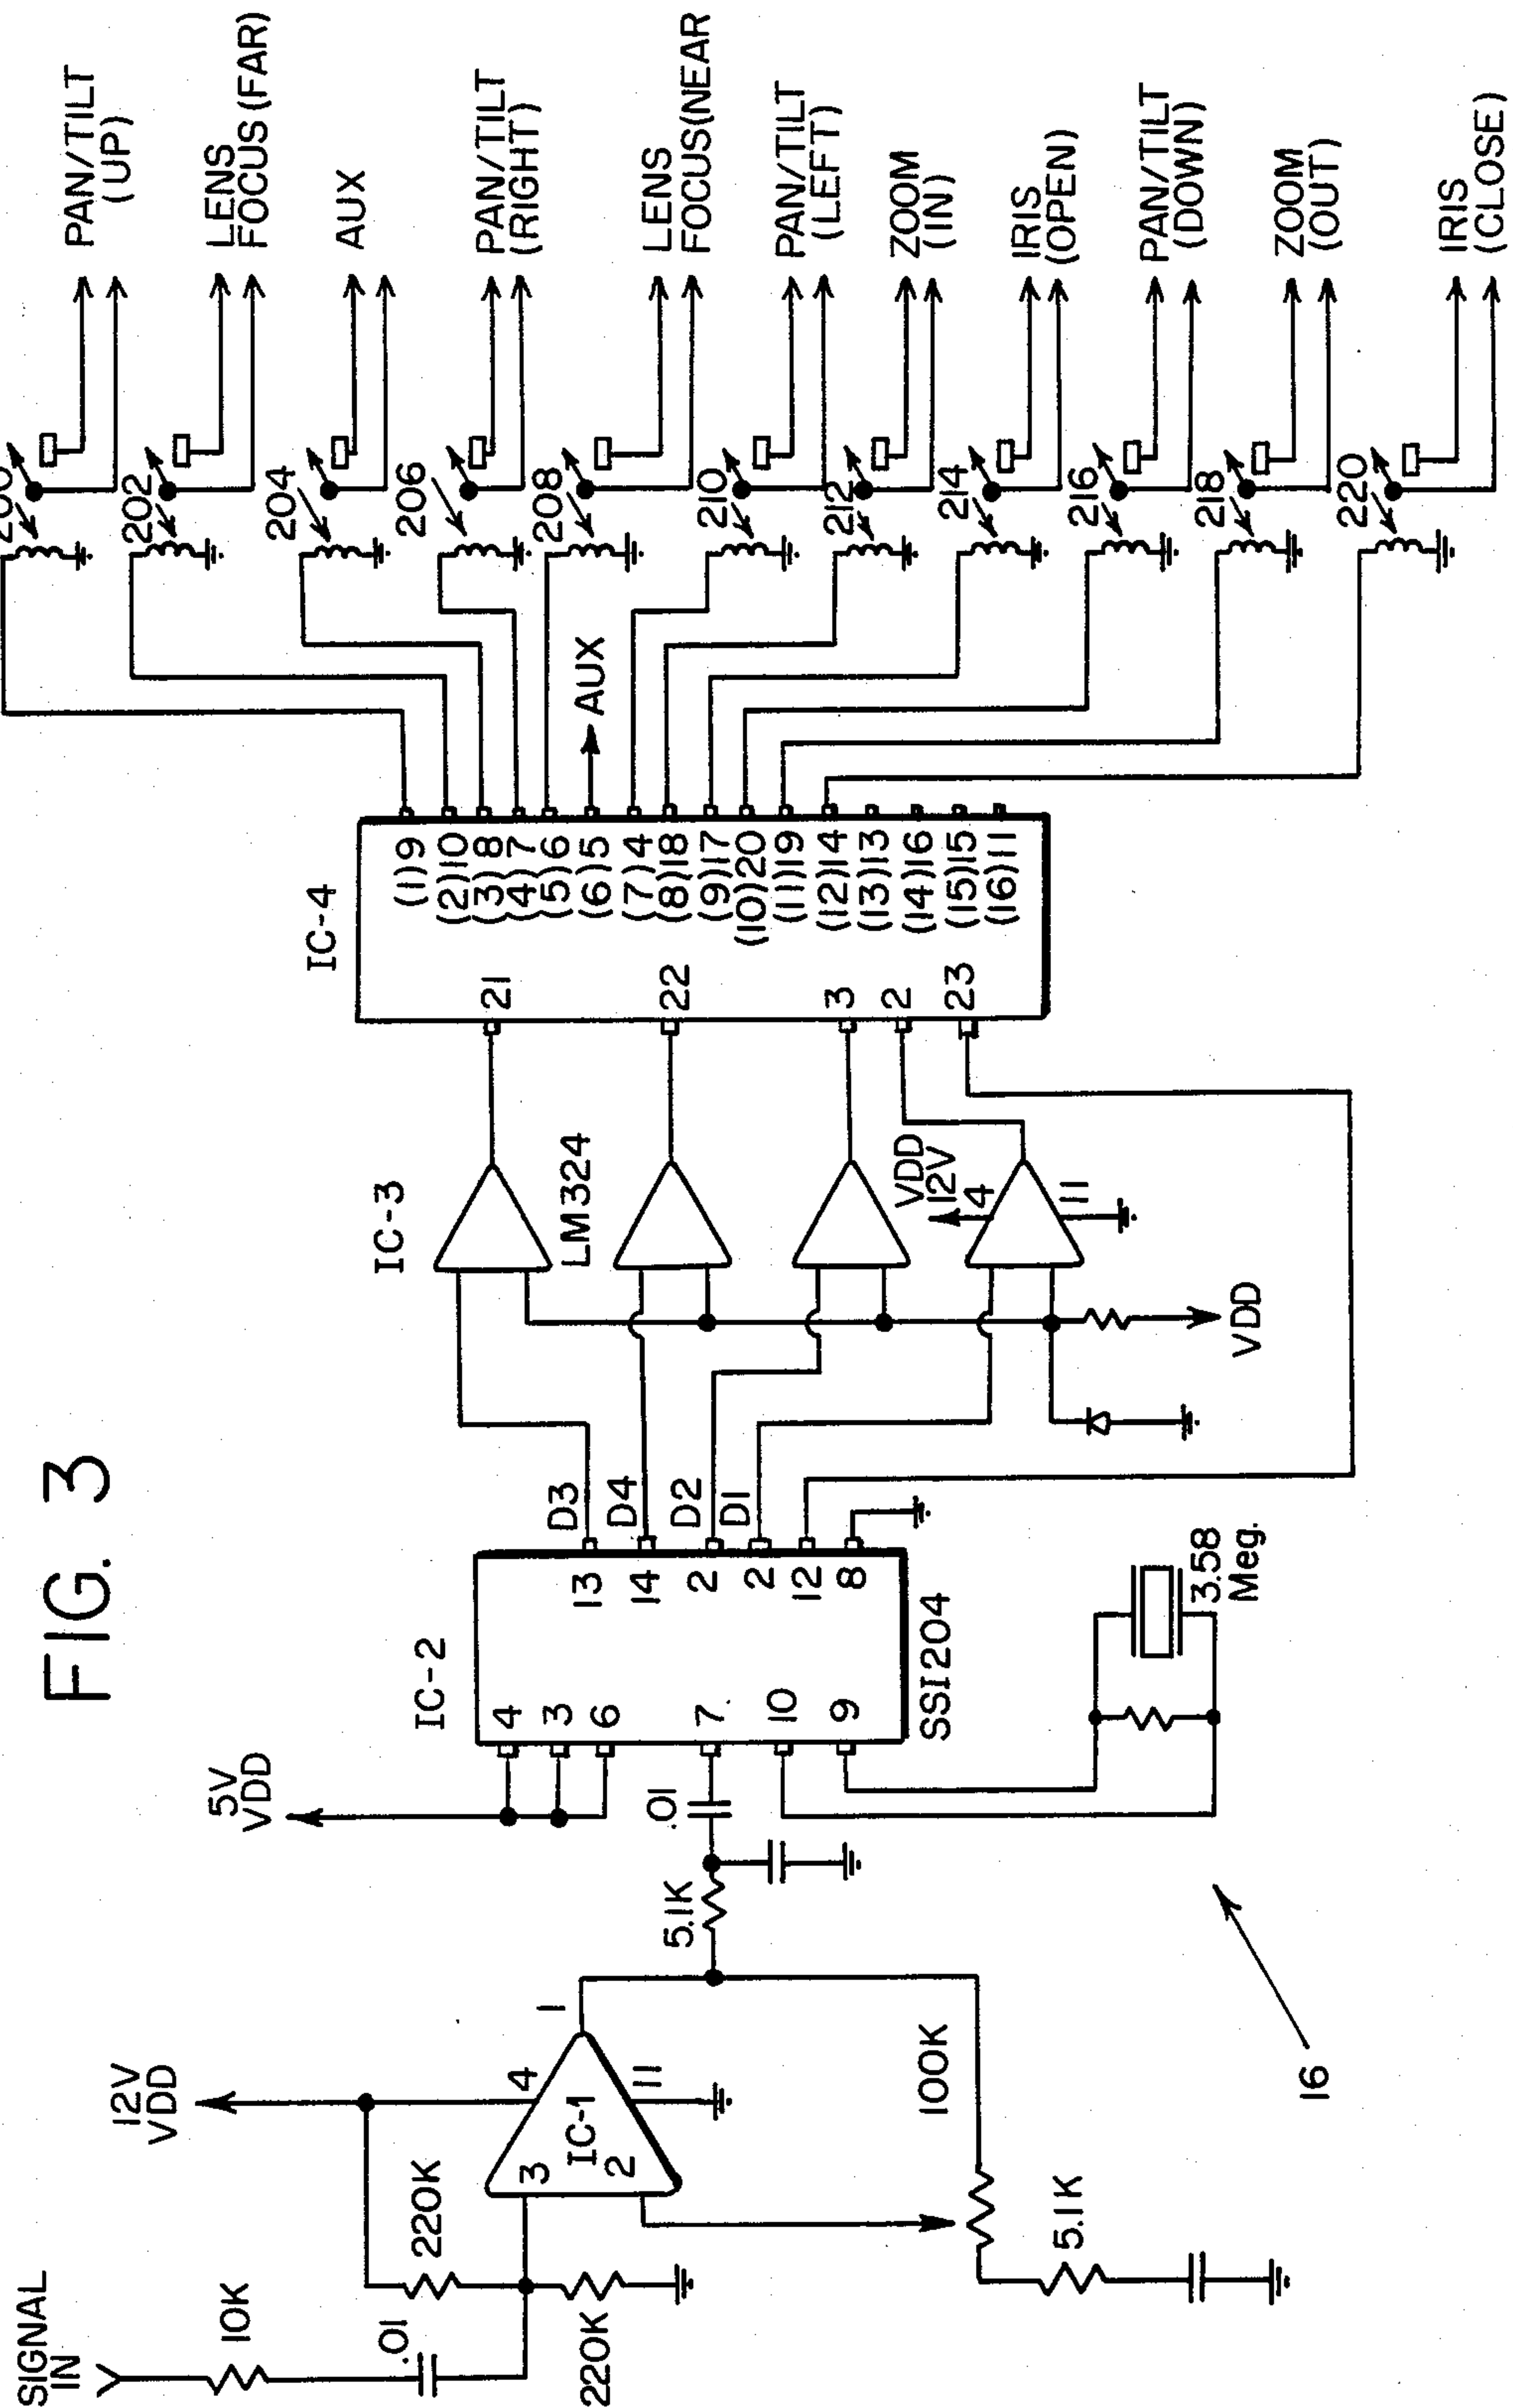 FIG. 3
SIGNAL
IN
10K
.01
220K
220K
12V
VDD
3
IC-1
2
4
11
1
100K
5.1K
5.1K
.01
5V
VDD
IC-2
4
3
6
7
10
9
13
14
2
2
12
8
SSI204
D3
D4
D2
D1
3.58
Meg.
16
IC-3
LM324
VDD
12V
4
11
VDD
IC-4
21
22
3
2
23
(1)9
(2)10
(3)8
(4)7
(5)6
(6)5
(7)4
(8)18
(9)17
(10)20
(11)19
(12)14
(13)13
(14)16
(15)15
(16)11
AUX
202
204
206
208
210
212
214
216
218
220
PAN/TILT
(UP)
LENS
FOCUS(FAR)
AUX
PAN/TILT
(RIGHT)
LENS
FOCUS(NEAR
PAN/TILT
(LEFT)
ZOOM
(IN)
IRIS
(OPEN)
PAN/TILT
(DOWN)
ZOOM
(OUT)
IRIS
(CLOSE)